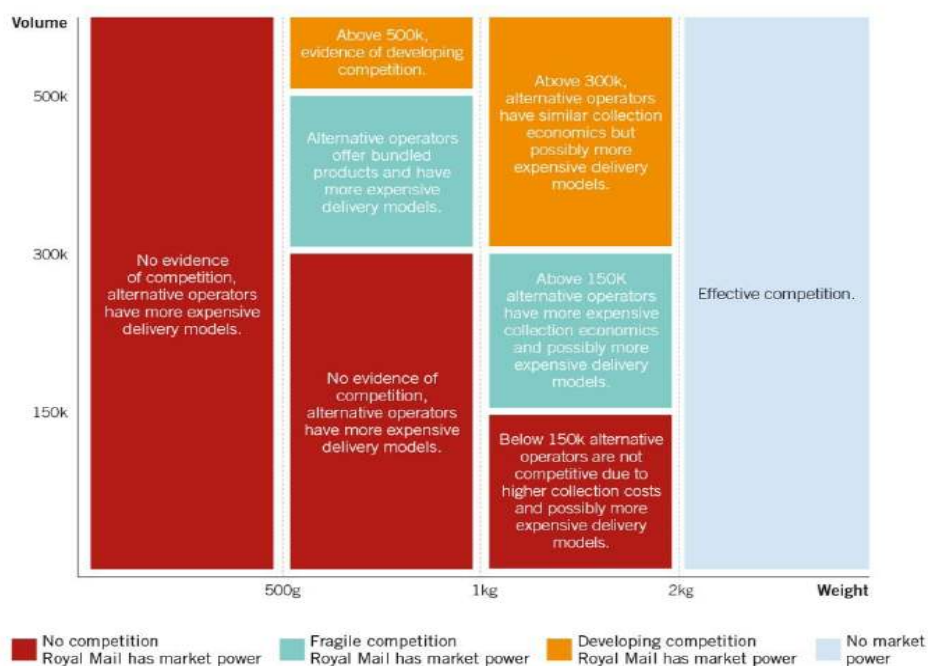 Volume
500k
300k
150k
No evidence
of competition,
alternative operators
have more expensive
delivery models.
Above 500k,
evidence of developing
competition.
Alternative operators
offer bundled
products and have
more expensive
delivery models.
No evidence of
competition,
alternative operators
have more expensive
delivery models.
Above 300k,
alternative operators
have similar collection
economics but
possibly more
expensive delivery
models.
Above 150K
alternative operators
have more expensive
collection economics
and possibly more
expensive delivery
models.
Below 150k alternative
operators are not
competitive due to
higher collection costs
and possibly more
expensive delivery
models.
Effective competition.
500g
1kg
2kg
Weight
No competition
Royal Mail has market power
Fragile competition
Royal Mail has market power
Developing competition
Royal Mail has market power
No market
power